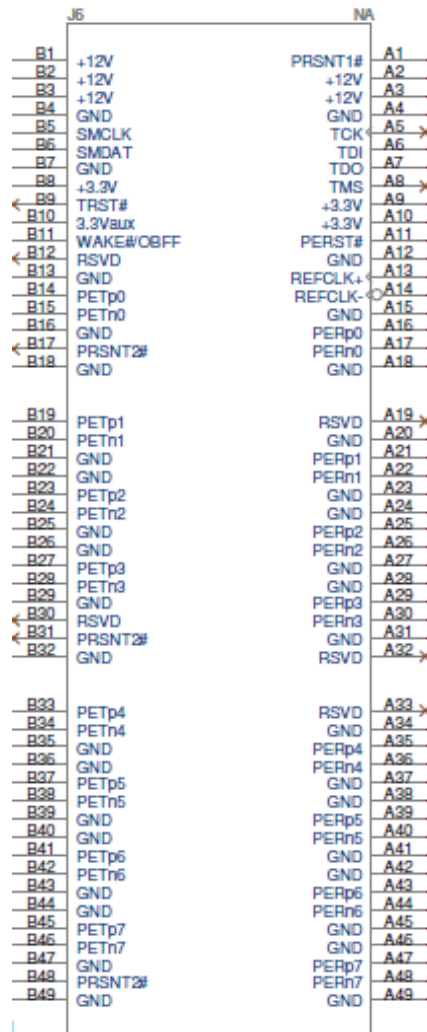 J6 NA
B1 +12V PRSNT1# A1
B2 +12V +12V A2
B3 +12V +12V A3
B4 GND GND A4
B5 SMCLK TCK A5
B6 SMDAT TDI A6
B7 GND TDO A7
B8 +3.3V TMS A8
B9 TRST# +3.3V A9
B10 3.3Vaux +3.3V A10
B11 WAKE#/OBFF PERST# A11
B12 RSVD GND A12
B13 GND REFCLK+ A13
B14 PETp0 REFCLK- A14
B15 PETn0 GND A15
B16 GND PERp0 A16
B17 PRSNT2# PERn0 A17
B18 GND GND A18
B19 PETp1 RSVD A19
B20 PETn1 GND A20
B21 GND PERp1 A21
B22 GND PERn1 A22
B23 PETp2 GND A23
B24 PETn2 GND A24
B25 GND PERp2 A25
B26 GND PERn2 A26
B27 PETp3 GND A27
B28 PETn3 GND A28
B29 GND PERp3 A29
B30 RSVD PERn3 A30
B31 PRSNT2# GND A31
B32 GND RSVD A32
B33 PETp4 RSVD A33
B34 PETn4 GND A34
B35 GND PERp4 A35
B36 GND PERn4 A36
B37 PETp5 GND A37
B38 PETn5 GND A38
B39 GND PERp5 A39
B40 GND PERn5 A40
B41 PETp6 GND A41
B42 PETn6 GND A42
B43 GND PERp6 A43
B44 GND PERn6 A44
B45 PETp7 GND A45
B46 PETn7 GND A46
B47 GND PERp7 A47
B48 PRSNT2# PERn7 A48
B49 GND GND A49